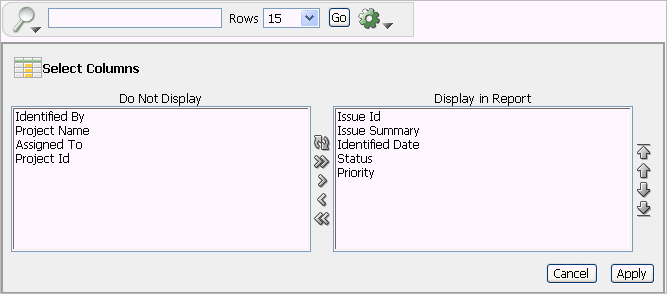 Rows 15 Go
Select Columns
Do Not Display
Identified By
Project Name
Assigned To
Project Id
Display in Report
Issue Id
Issue Summary
Identified Date
Status
Priority
Cancel Apply